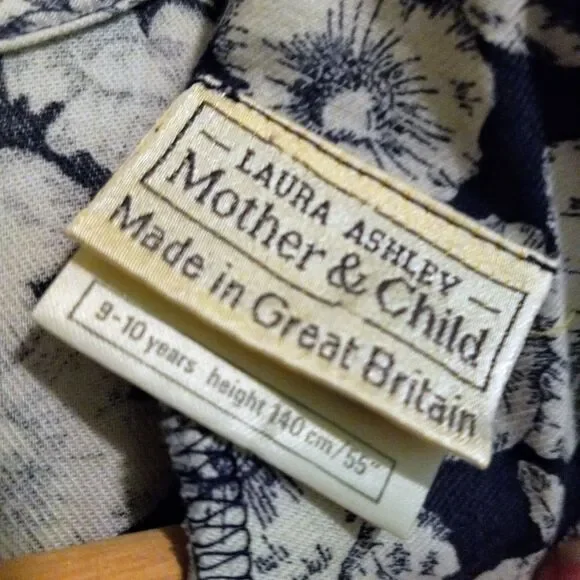 LAURA ASHLEY
Mother & Child
Made in Great Britain
9-10 years height 140 cm/55"